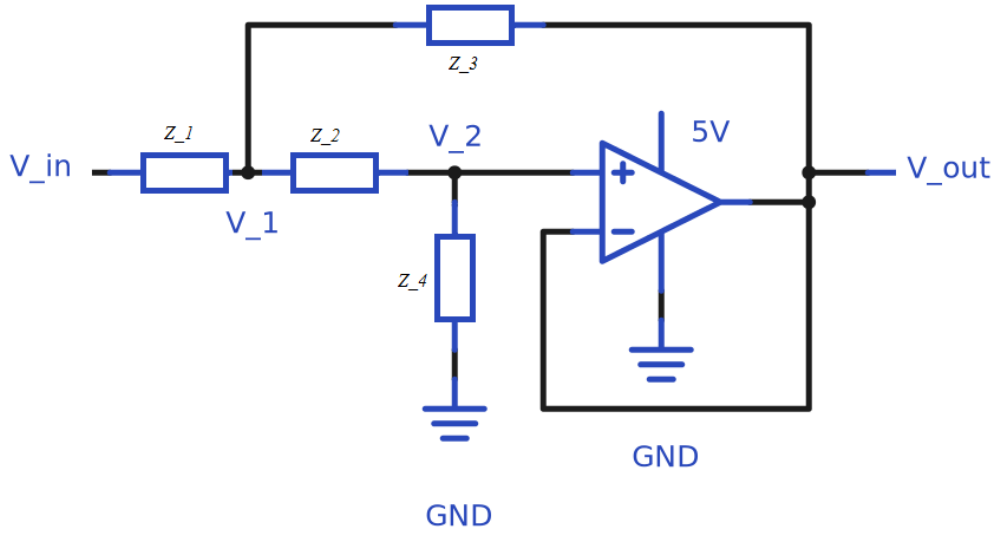 Z_3
Z_1
Z_2
V_2
5V
V_in
V_out
V_1
+
−
Z_4
GND
GND